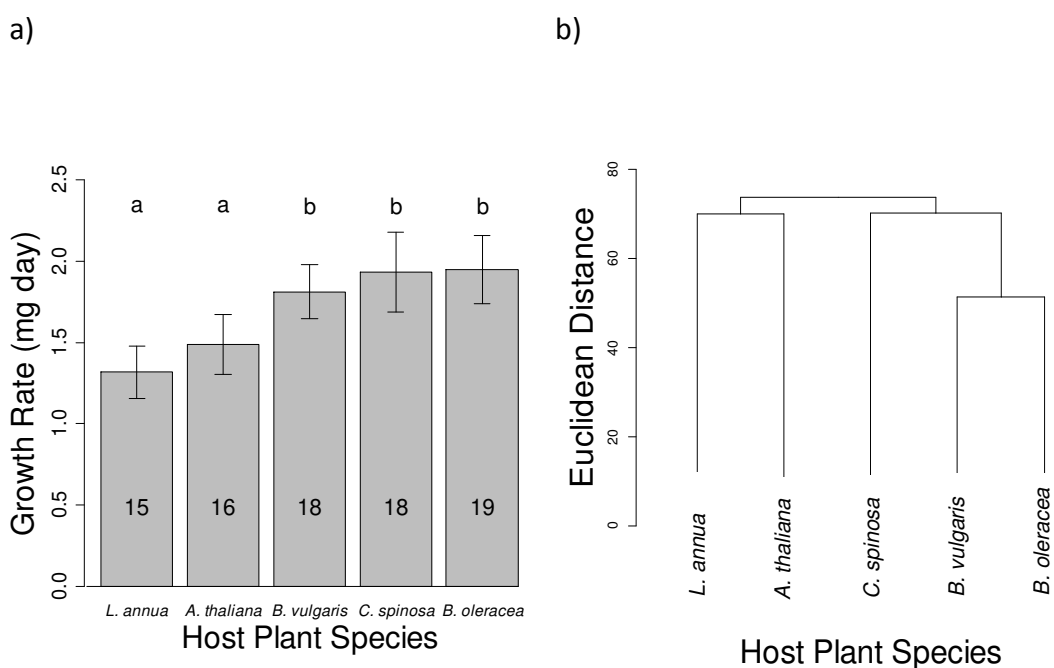 a)
2.5
2.0
1.5
1.0
0.5
0.0
Growth Rate (mg day)
a a b b b
15 16 18 18 19
L. annua A. thaliana B. vulgaris C. spinosa B. oleracea
Host Plant Species
b)
80
60
40
20
0
Euclidean Distance
L. annua
A. thaliana
C. spinosa
B. vulgaris
B. oleracea
Host Plant Species